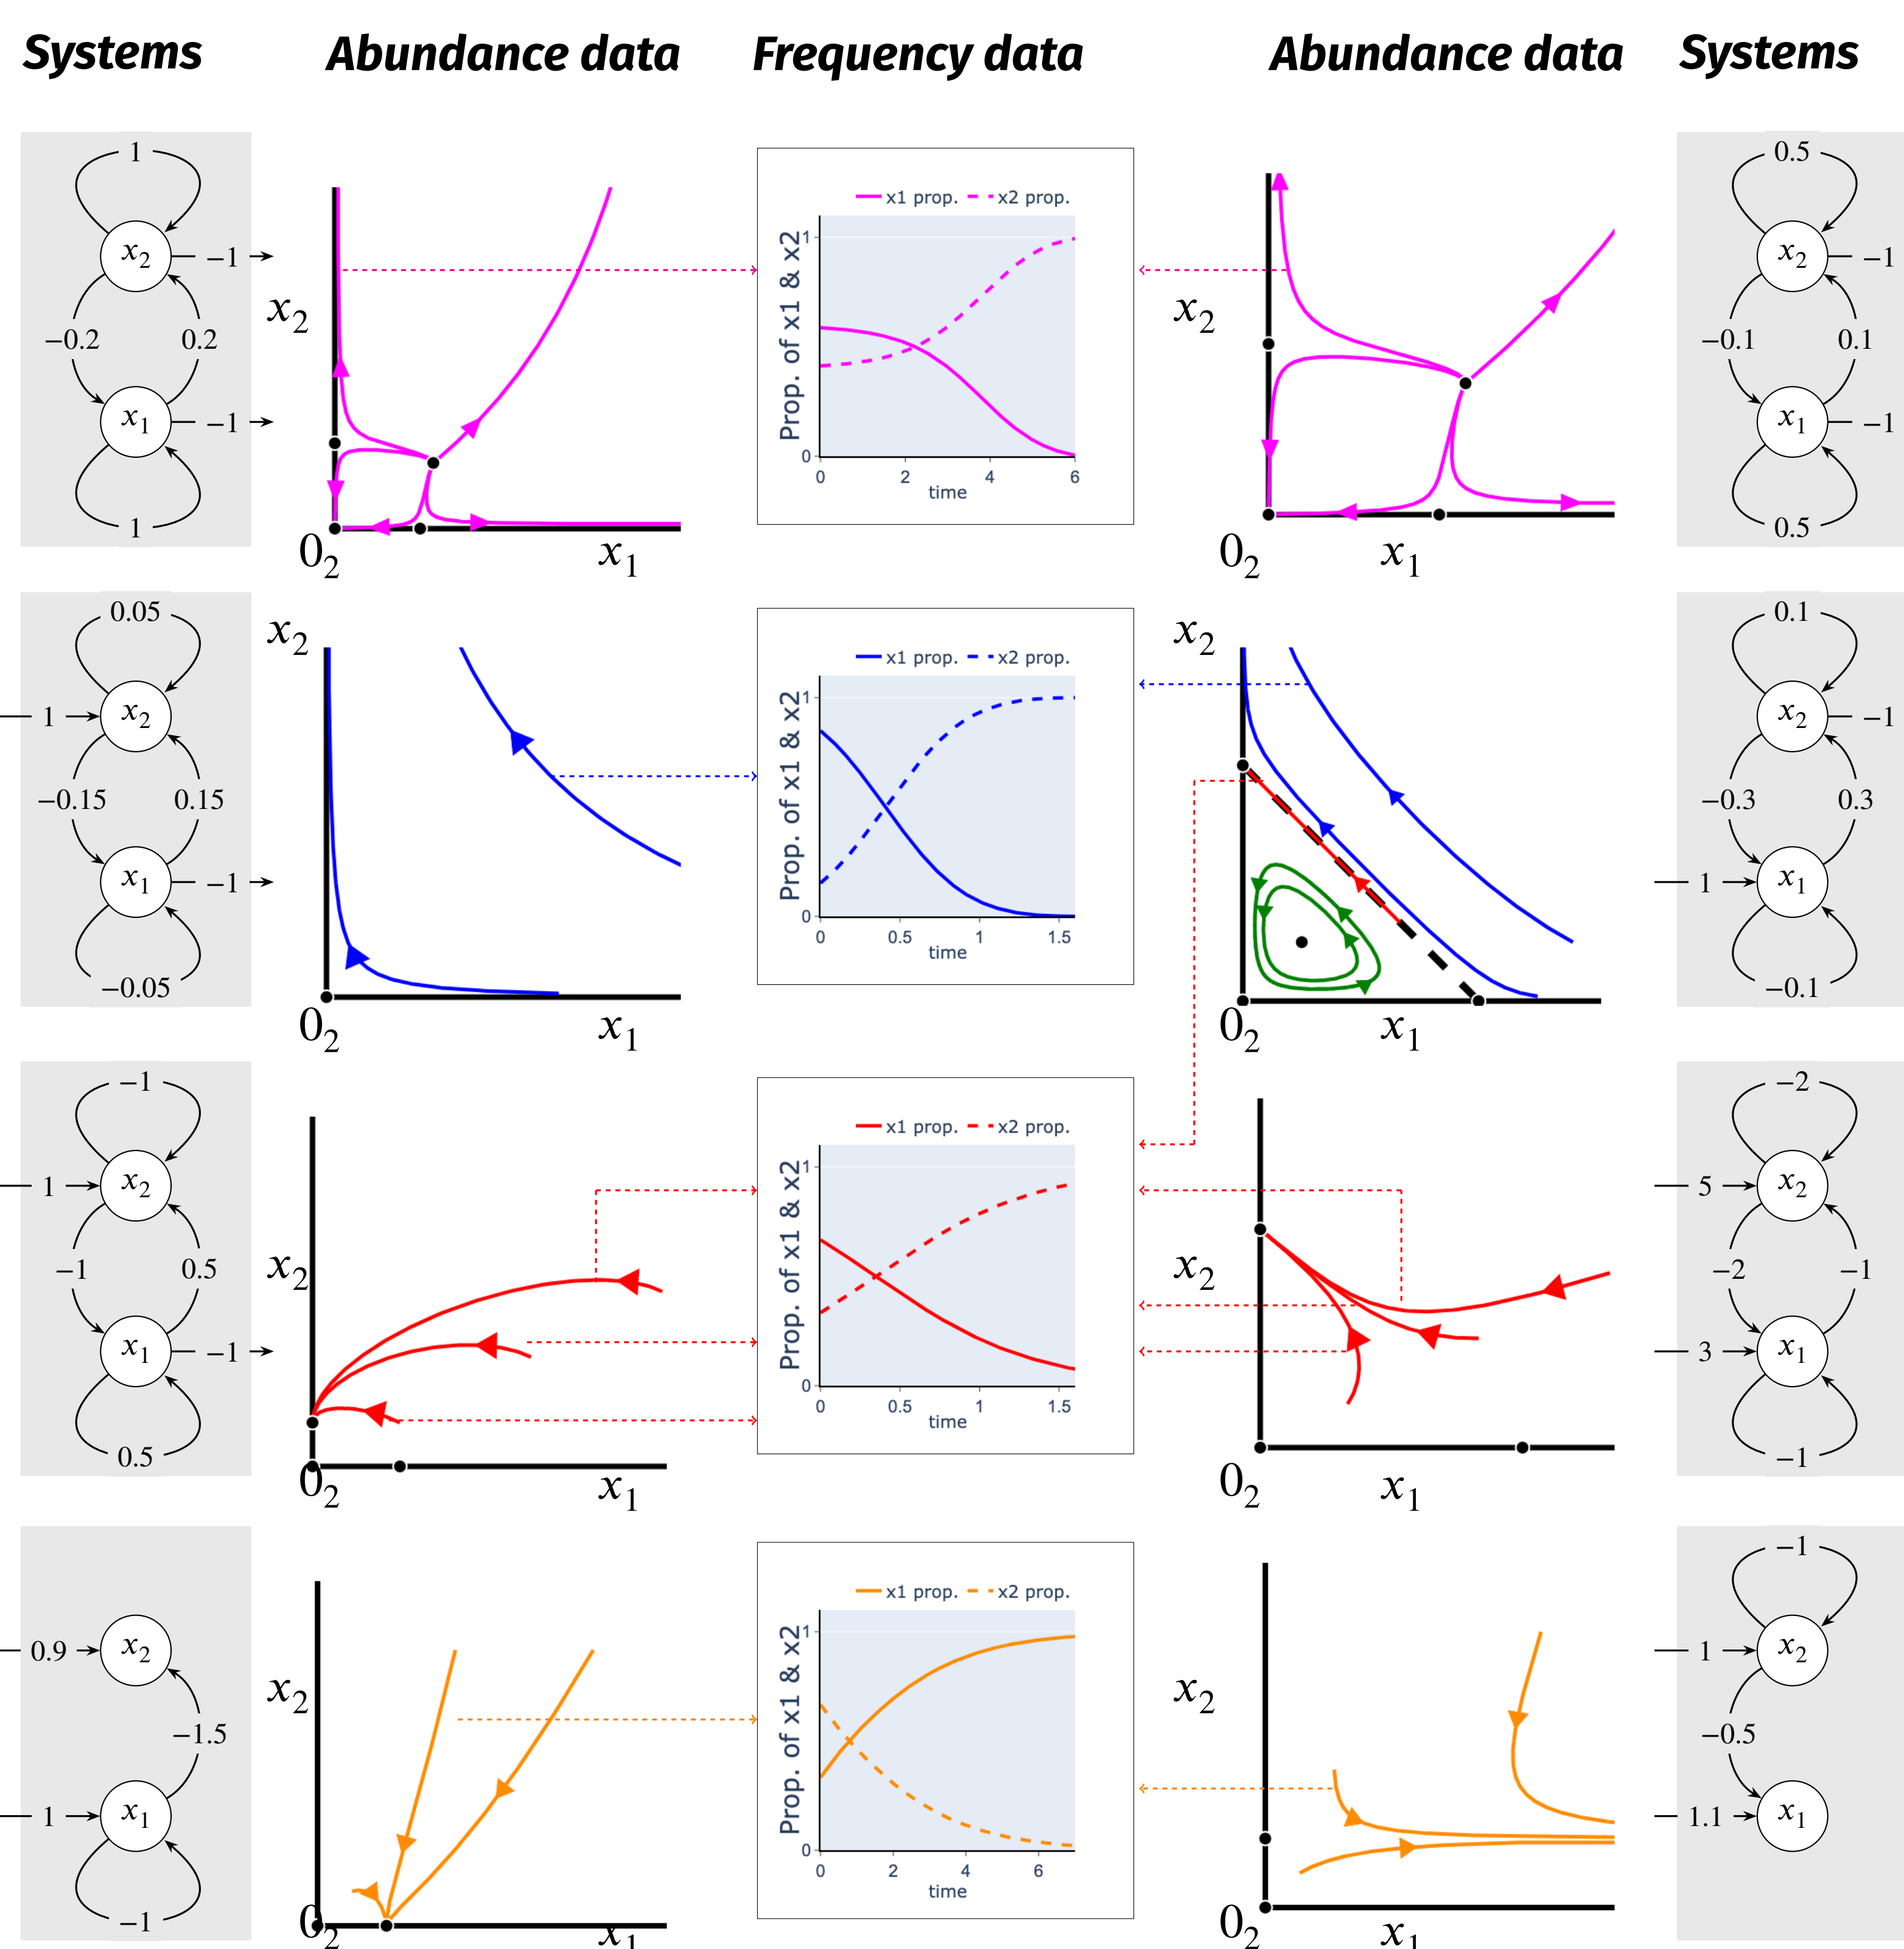 Systems Abundance data Frequency data Abundance data Systems
1
x2
−1
−0.2 0.2
x1
−1
1
x2
02 x1
x1 prop. x2 prop.
Prop. of x1 & x2
1
0
0 2 4 6
time
x2
02 x1
0.5
x2
−1
−0.1 0.1
x1
−1
0.5
0.05
1
x2
−0.15 0.15
x1
−1
−0.05
x2
02 x1
x1 prop. x2 prop.
Prop. of x1 & x2
1
0
0 0.5 1 1.5
time
x2
02 x1
0.1
x2
−1
−0.3 0.3
1
x1
−0.1
−1
1
x2
−1 0.5
x1
−1
0.5
x2
02 x1
x1 prop. x2 prop.
Prop. of x1 & x2
1
0
0 0.5 1 1.5
time
x2
02 x1
−2
5
x2
−2 −1
3
x1
−1
0.9
x2
−1.5
1
x1
−1
x2
02 x1
x1 prop. x2 prop.
Prop. of x1 & x2
1
0
0 2 4 6
time
x2
02 x1
−1
1
x2
−0.5
1.1
x1